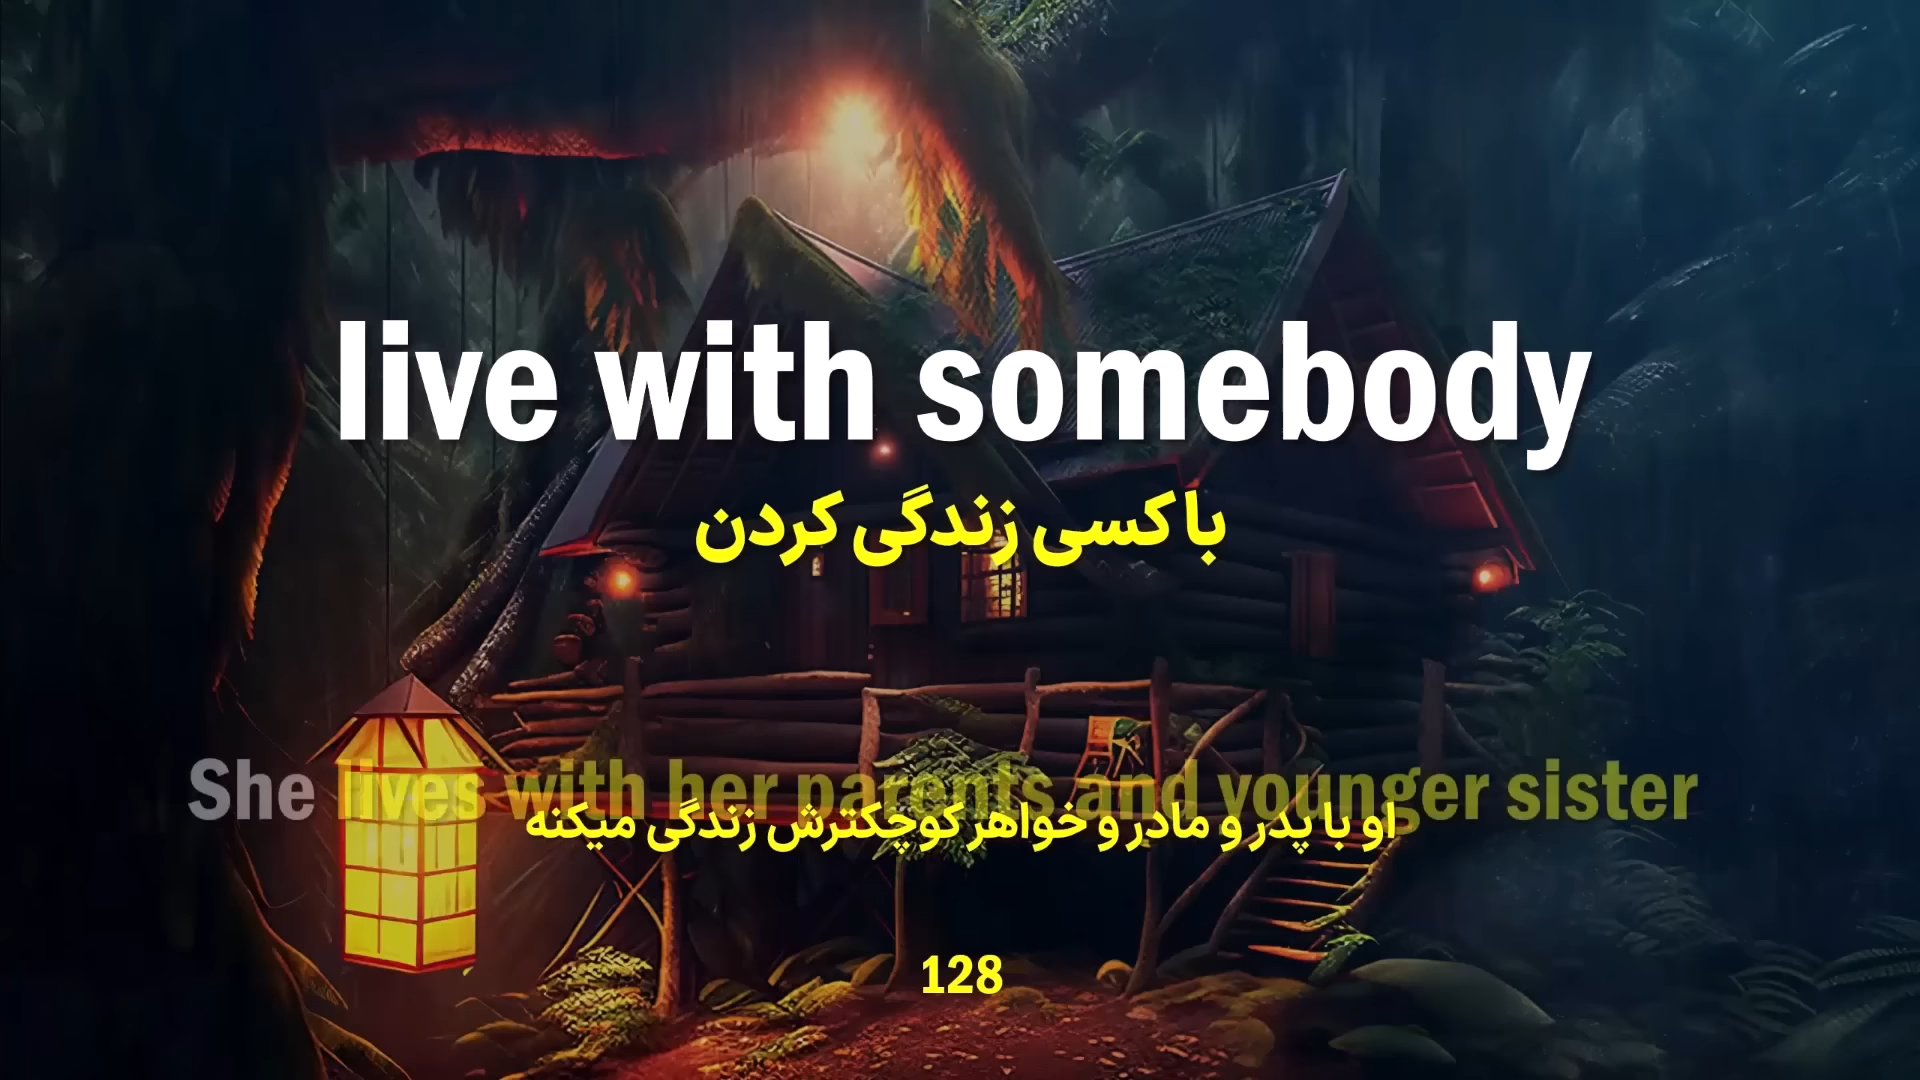 live with somebody
با کسی زندگی کردن
She lives with her parents and younger sister
او با پدر و مادر و خواهر کوچکترش زندگی میکنه
128